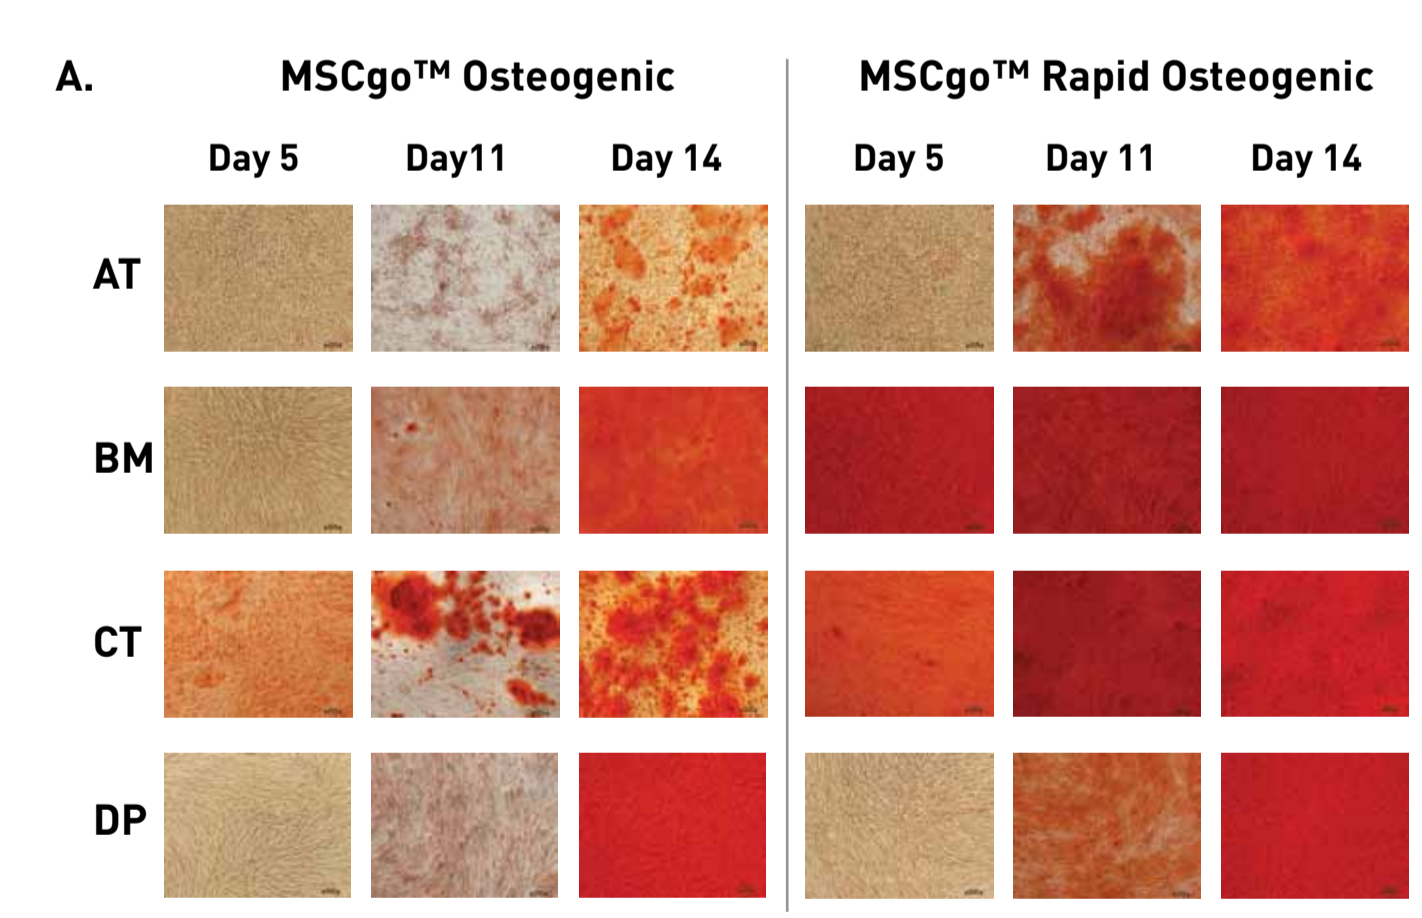 A. MSCgo™ Osteogenic MSCgo™ Rapid Osteogenic
Day 5 Day11 Day 14 Day 5 Day 11 Day 14
AT
BM
CT
DP